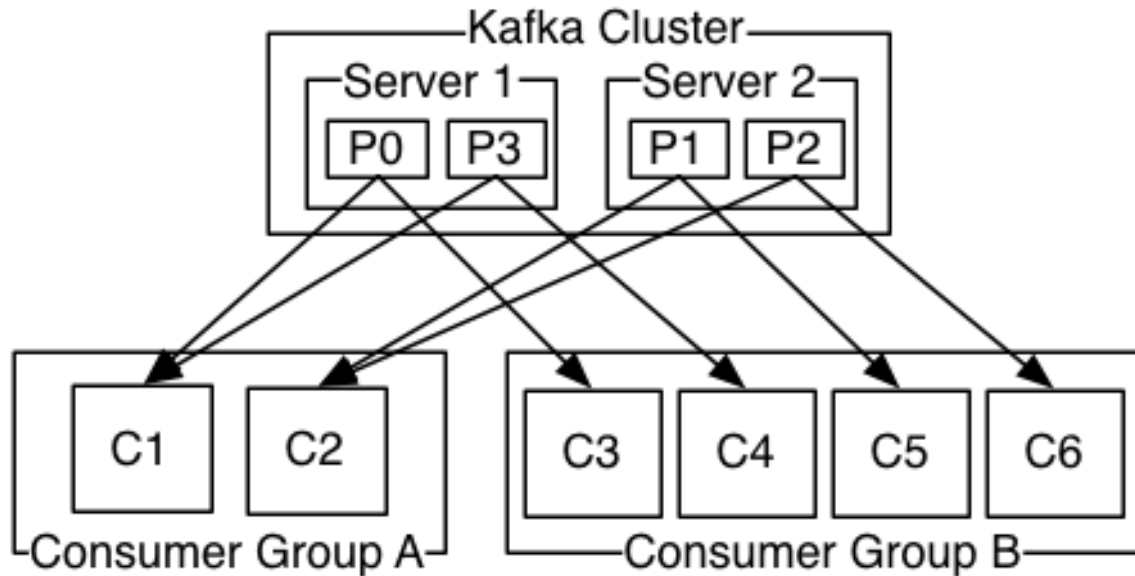 Kafka Cluster
Server 1
Server 2
P0
P3
P1
P2
C1
C2
C3
C4
C5
C6
Consumer Group A
Consumer Group B